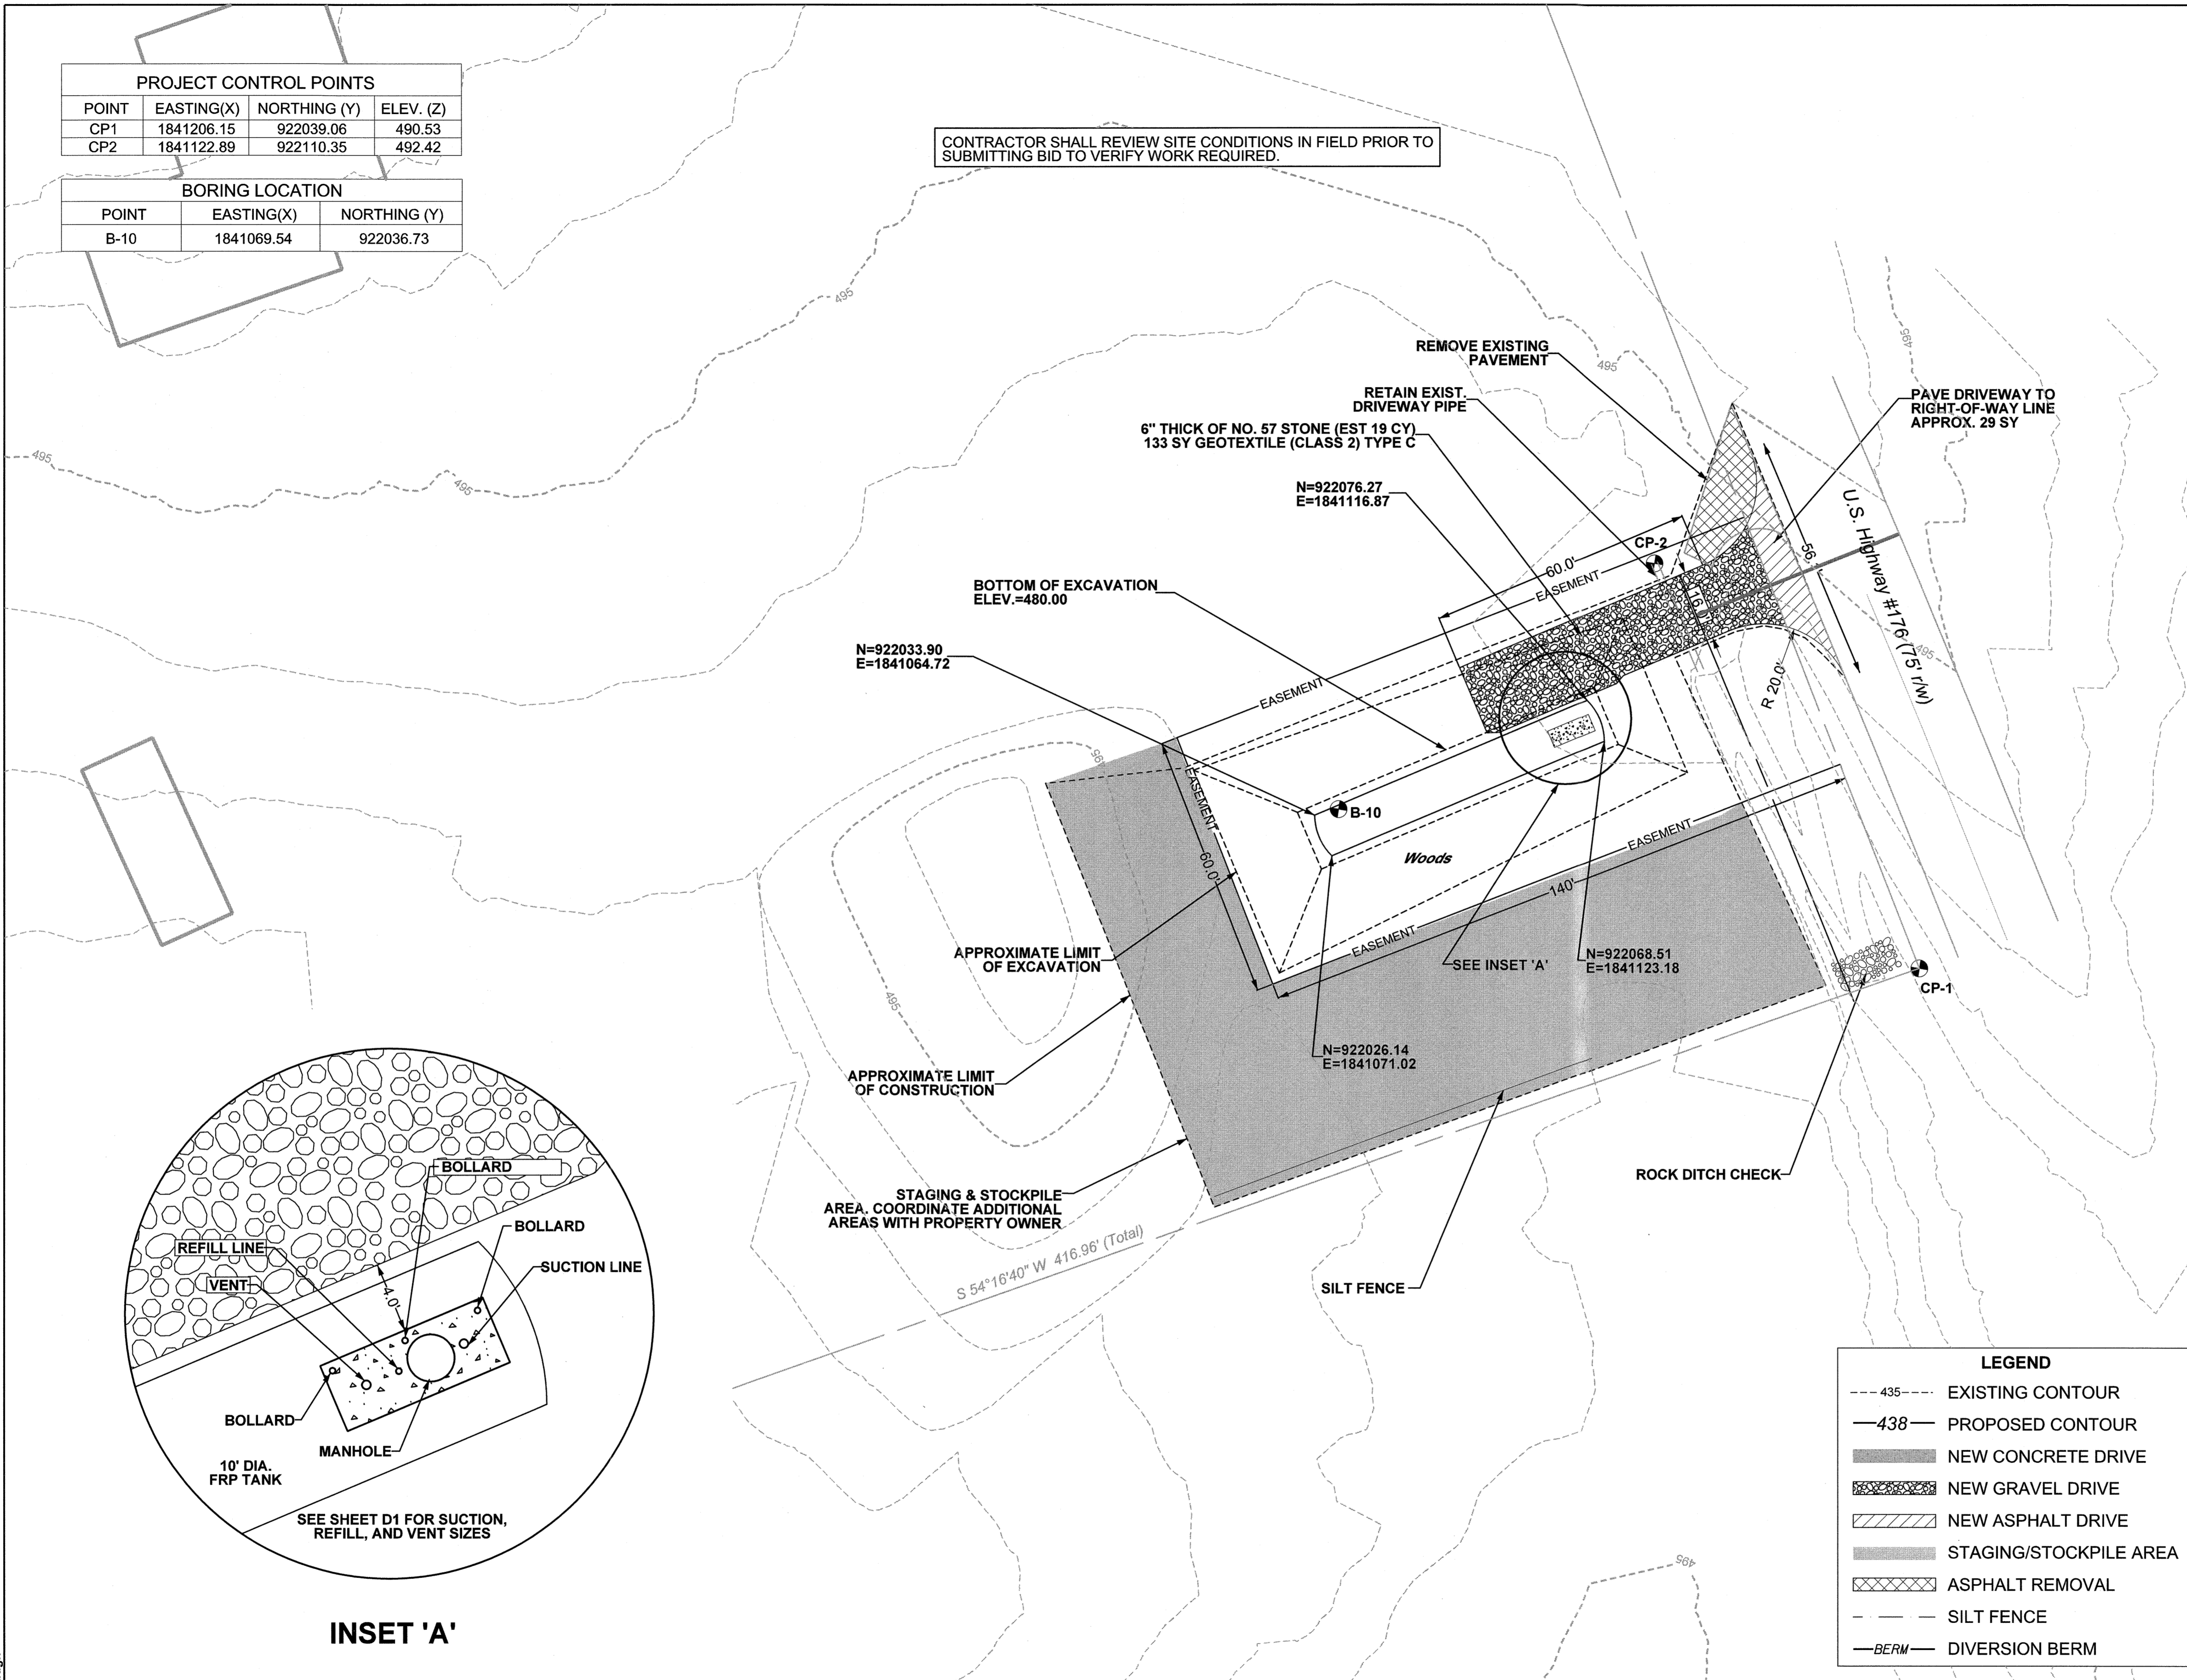 PROJECT CONTROL POINTS
POINT EASTING(X) NORTHING (Y) ELEV. (Z)
CP1 1841206.15 922039.06 490.53
CP2 1841122.89 922110.35 492.42
BORING LOCATION
POINT EASTING(X) NORTHING (Y)
B-10 1841069.54 922036.73
CONTRACTOR SHALL REVIEW SITE CONDITIONS IN FIELD PRIOR TO
SUBMITTING BID TO VERIFY WORK REQUIRED.
495
495
495
495
495
REMOVE EXISTING
PAVEMENT
RETAIN EXIST.
DRIVEWAY PIPE
6" THICK OF NO. 57 STONE (EST 19 CY)
133 SY GEOTEXTILE (CLASS 2) TYPE C
PAVE DRIVEWAY TO
RIGHT-OF-WAY LINE
APPROX. 29 SY
N=922076.27
E=1841116.87
U.S. Highway #176 (75' r/w)
56'
CP-2
60.0'
EASEMENT
16.0'
BOTTOM OF EXCAVATION
ELEV.=480.00
N=922033.90
E=1841064.72
495
R 20.0'
EASEMENT
495
EASEMENT
B-10
Woods
EASEMENT
60.0'
140'
EASEMENT
APPROXIMATE LIMIT
OF EXCAVATION
SEE INSET 'A'
N=922068.51
E=1841123.18
CP-1
495
N=922026.14
E=1841071.02
APPROXIMATE LIMIT
OF CONSTRUCTION
ROCK DITCH CHECK
STAGING & STOCKPILE
AREA. COORDINATE ADDITIONAL
AREAS WITH PROPERTY OWNER
S 54°16'40" W 416.96' (Total)
SILT FENCE
495
BOLLARD
BOLLARD
REFILL LINE
SUCTION LINE
VENT
4.0'
BOLLARD
MANHOLE
10' DIA.
FRP TANK
SEE SHEET D1 FOR SUCTION,
REFILL, AND VENT SIZES
INSET 'A'
LEGEND
435 EXISTING CONTOUR
438 PROPOSED CONTOUR
NEW CONCRETE DRIVE
NEW GRAVEL DRIVE
NEW ASPHALT DRIVE
STAGING/STOCKPILE AREA
ASPHALT REMOVAL
SILT FENCE
BERM DIVERSION BERM